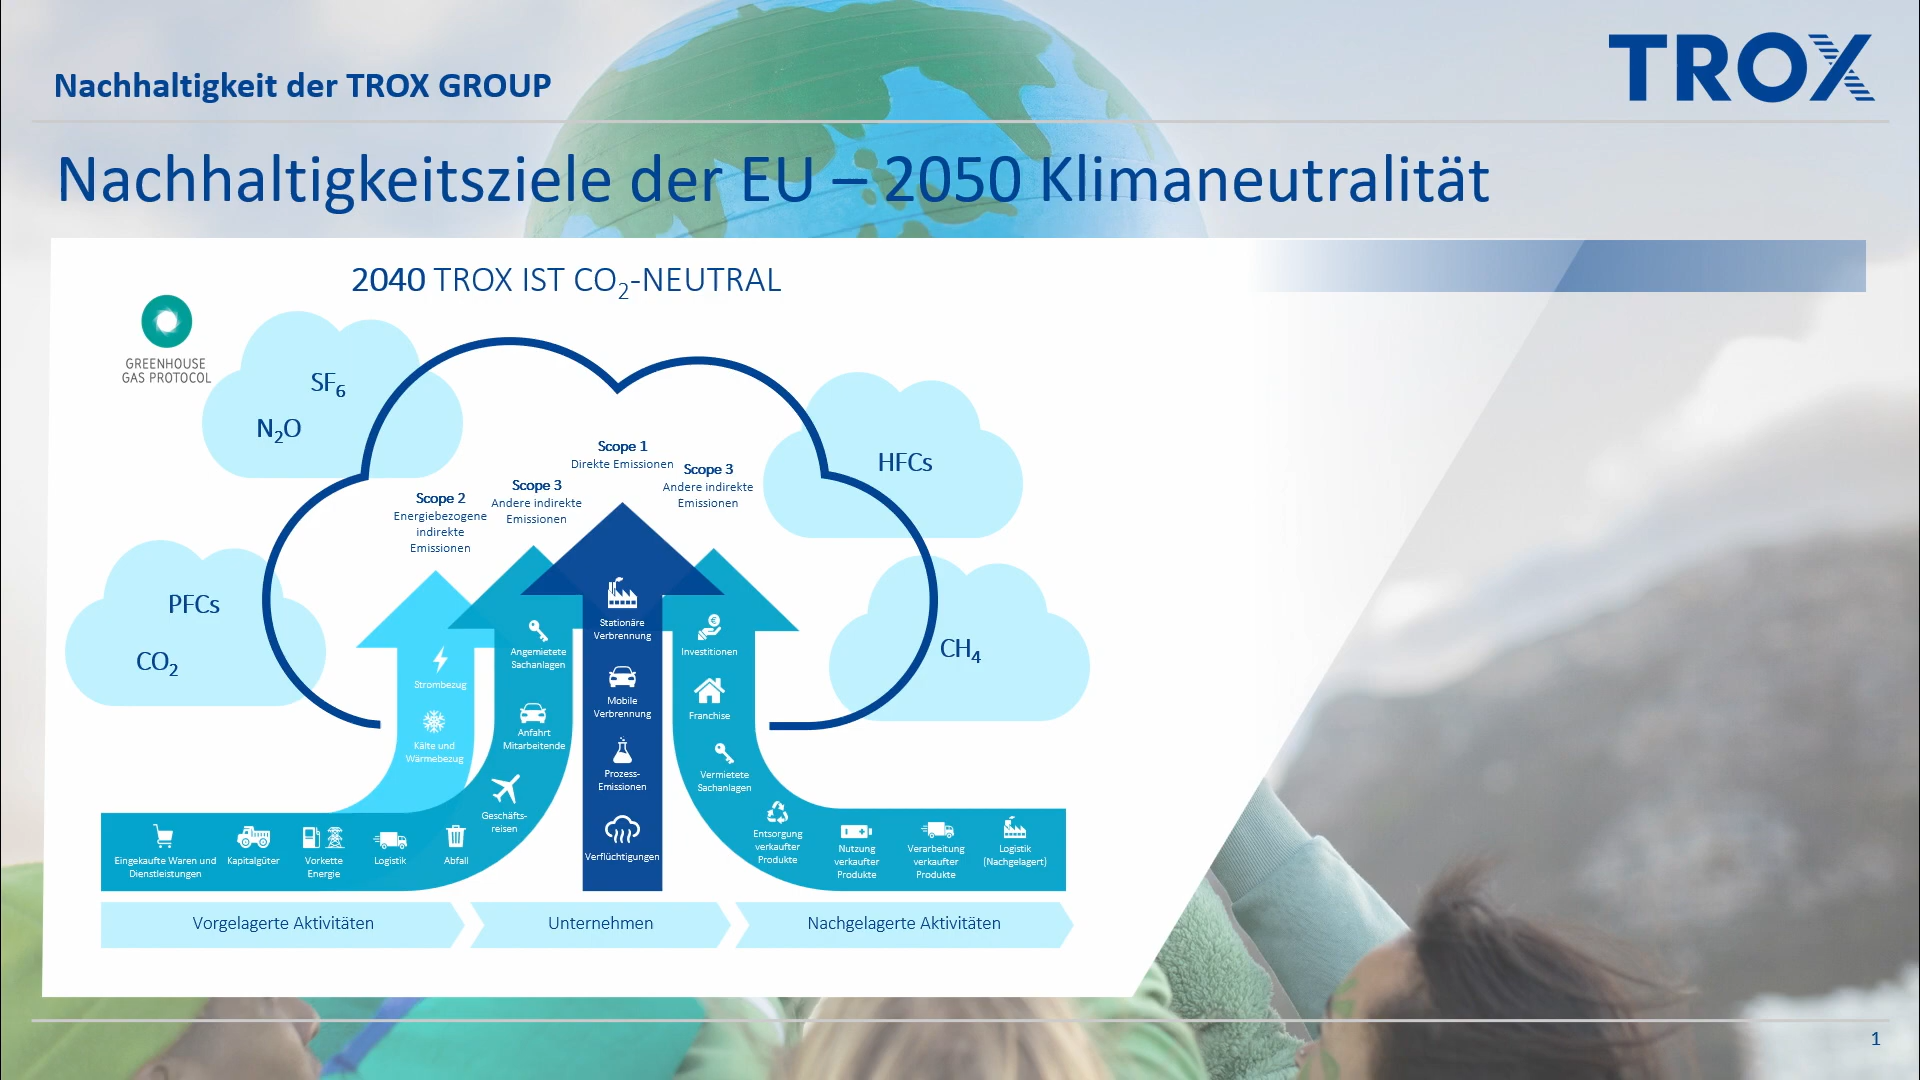 Nachhaltigkeit der TROX GROUP
TROX
Nachhaltigkeitsziele der EU – 2050 Klimaneutralität
2040 TROX IST CO₂-NEUTRAL
GREENHOUSE
GAS PROTOCOL
SF₆
N₂O
PFCs
CO₂
HFCs
CH₄
Scope 2
Energiebezogene
indirekte
Emissionen
Scope 3
Andere indirekte
Emissionen
Scope 1
Direkte Emissionen
Scope 3
Andere indirekte
Emissionen
Strombezug
Kälte und
Wärmebezug
Angemietete
Sachanlagen
Anfahrt
Mitarbeitende
Geschäfts-
reisen
Stationäre
Verbrennung
Mobile
Verbrennung
Prozess-
Emissionen
Verflüchtigungen
Investitionen
Franchise
Vermietete
Sachanlagen
Entsorgung
verkaufter
Produkte
Eingekaufte Waren und
Dienstleistungen
Kapitalgüter
Vorkette
Energie
Logistik
Abfall
Nutzung
verkaufter
Produkte
Verarbeitung
verkaufter
Produkte
Logistik
(Nachgelagert)
Vorgelagerte Aktivitäten
Unternehmen
Nachgelagerte Aktivitäten
1